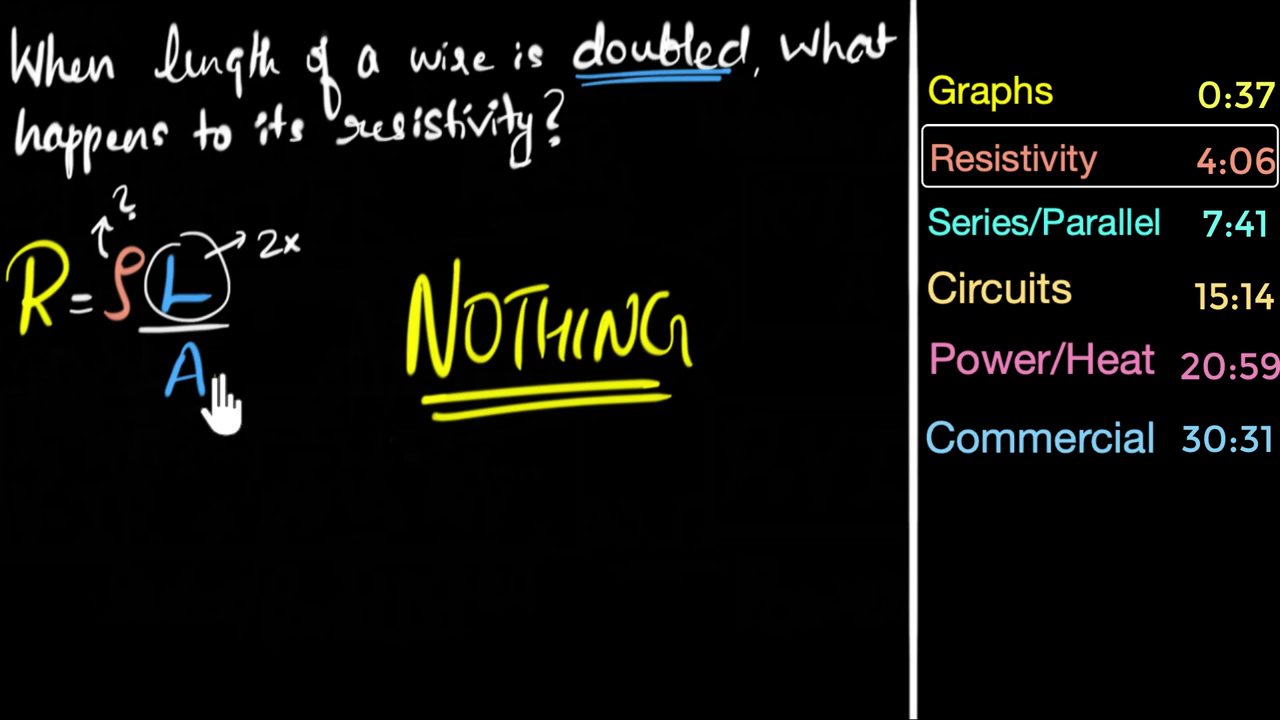 When length of a wire is doubled, what
happens to its resistivity?
?
R = ρ L → 2x
A
NOTHING
Graphs 0:37
Resistivity 4:06
Series/Parallel 7:41
Circuits 15:14
Power/Heat 20:59
Commercial 30:31